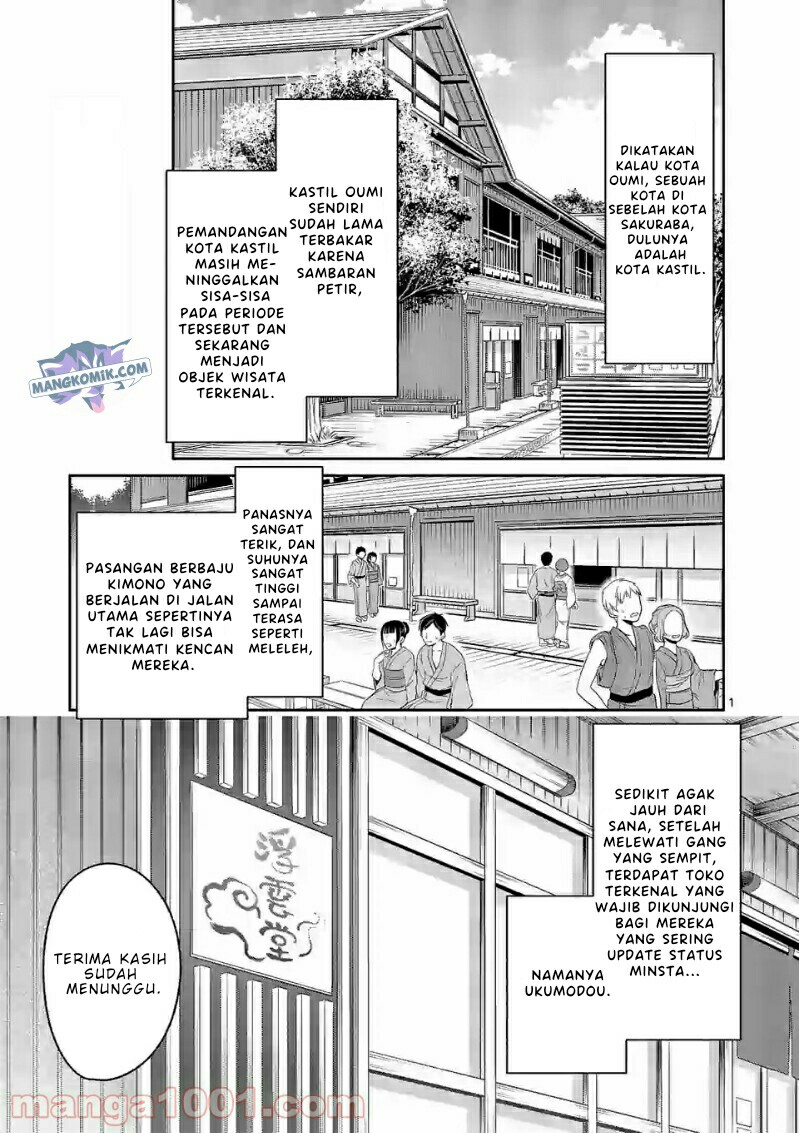 DIKATAKAN
KALAU KOTA
OUMI, SEBUAH
KOTA DI
SEBELAH KOTA
SAKURABA,
DULUNYA
ADALAH
KOTA KASTIL.
KASTIL OUMI
SENDIRI
SUDAH LAMA
TERBAKAR
KARENA
SAMBARAN
PETIR,
PEMANDANGAN
KOTA KASTIL
MASIH ME-
NINGGALKAN
SISA-SISA
PADA PERIODE
TERSEBUT DAN
SEKARANG
MENJADI
OBJEK WISATA
TERKENAL.
MANGKOMIK.COM
PANASNYA
SANGAT
TERIK, DAN
SUHUNYA
SANGAT
TINGGI
SAMPAI
TERASA
SEPERTI
MELELEH,
PASANGAN BERBAJU
KIMONO YANG
BERJALAN DI JALAN
UTAMA SEPERTINYA
TAK LAGI BISA
MENIKMATI KENCAN
MEREKA.
1
SEDIKIT AGAK
JAUH DARI
SANA, SETELAH
MELEWATI GANG
YANG SEMPIT,
TERDAPAT TOKO
TERKENAL YANG
WAJIB DIKUNJUNGI
BAGI MEREKA
YANG SERING
UPDATE STATUS
MINSTA...
NAMANYA
UKUMODOU.
TERIMA KASIH
SUDAH
MENUNGGU.
manga1001.com